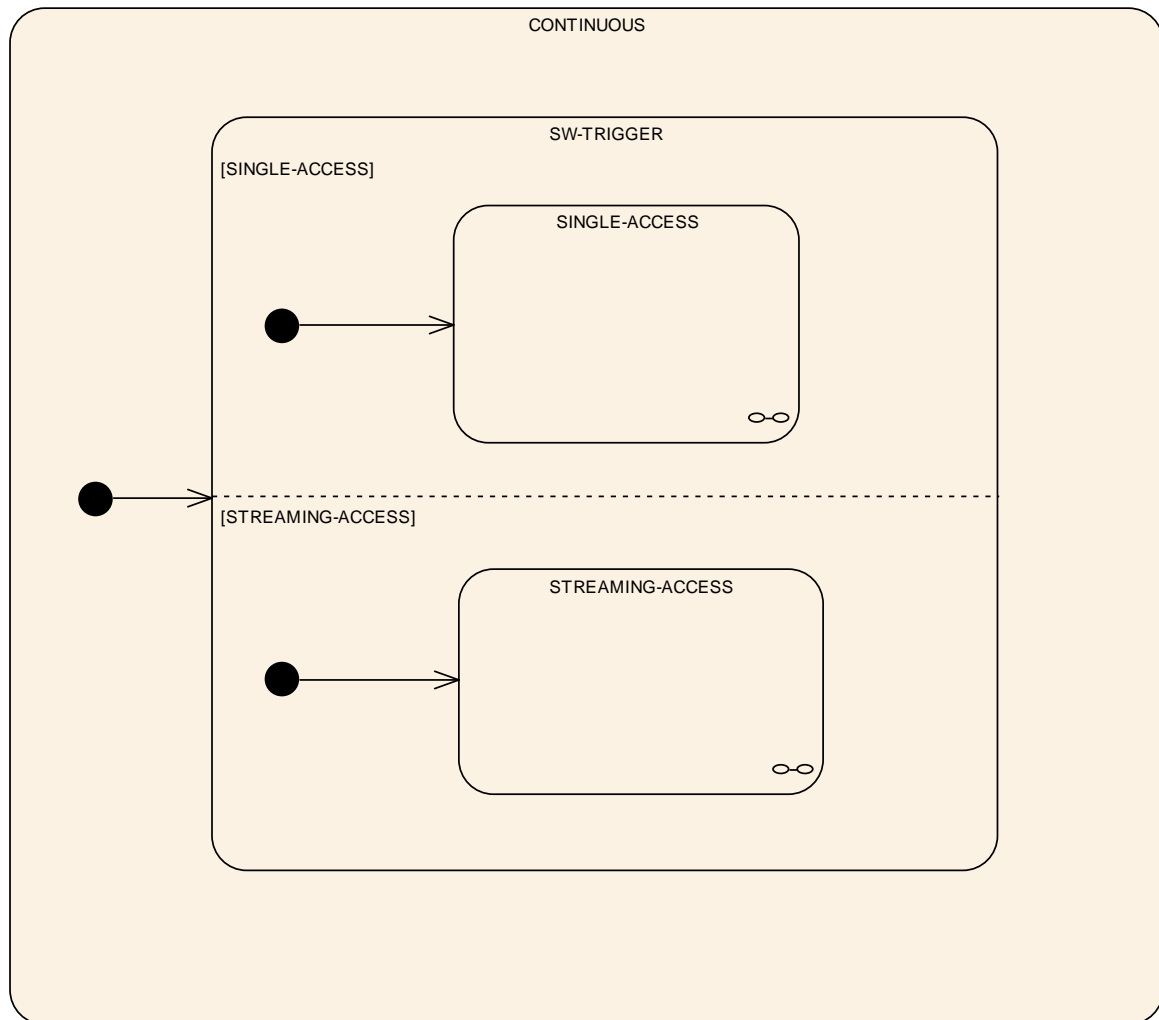 CONTINUOUS
SW-TRIGGER
[SINGLE-ACCESS]
SINGLE-ACCESS
[STREAMING-ACCESS]
STREAMING-ACCESS